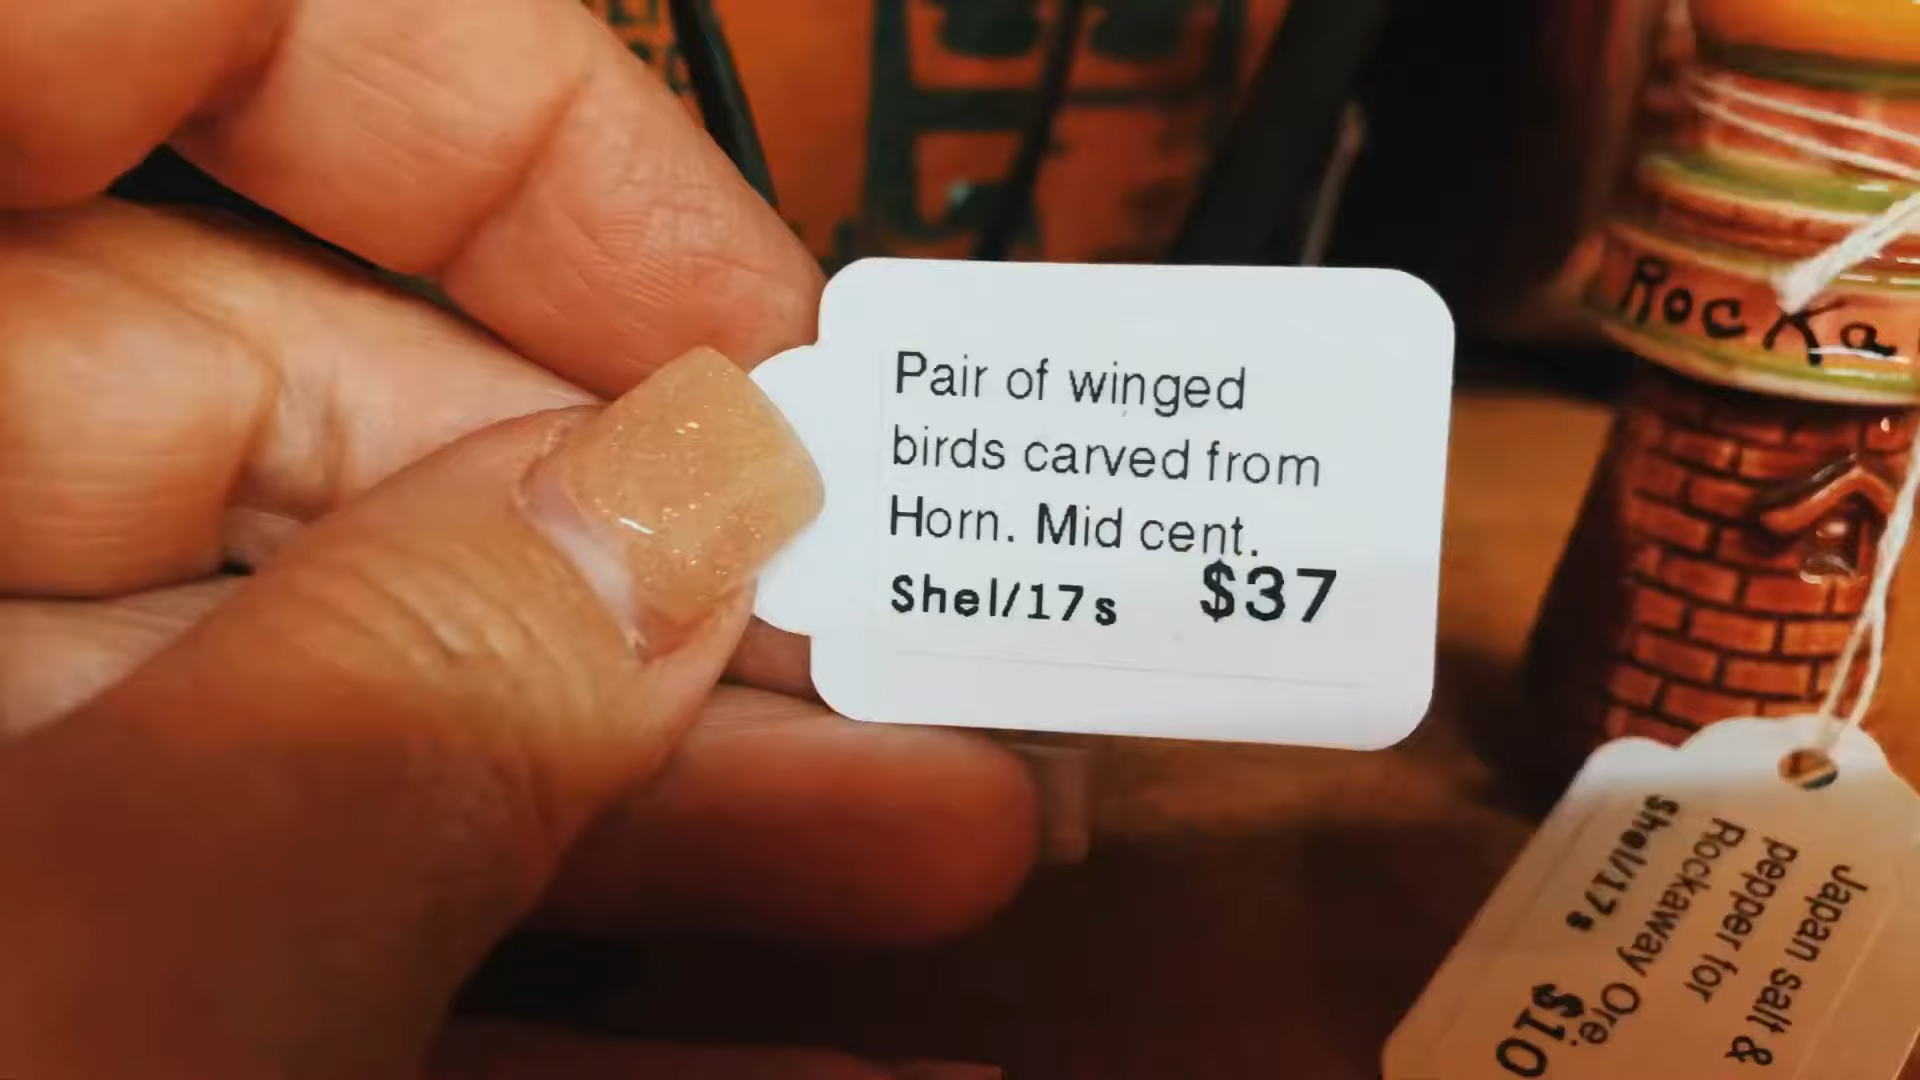 Pair of winged
birds carved from
Horn. Mid cent.
Shel/17s $37
Rocka
Japan salt &
pepper for
Rockaway Ore.
Shel/17s $10